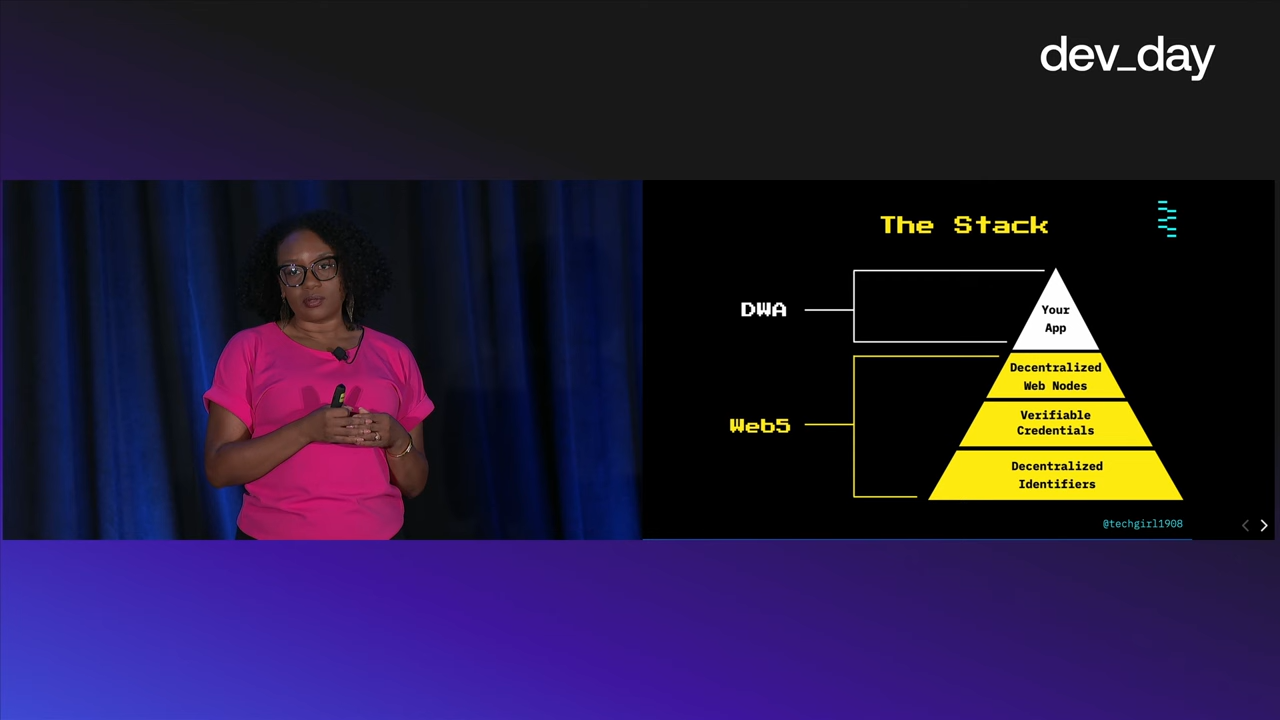 dev_day
The Stack
DWA
Your
App
Decentralized
Web Nodes
Web5
Verifiable
Credentials
Decentralized
Identifiers
@techgirl1908